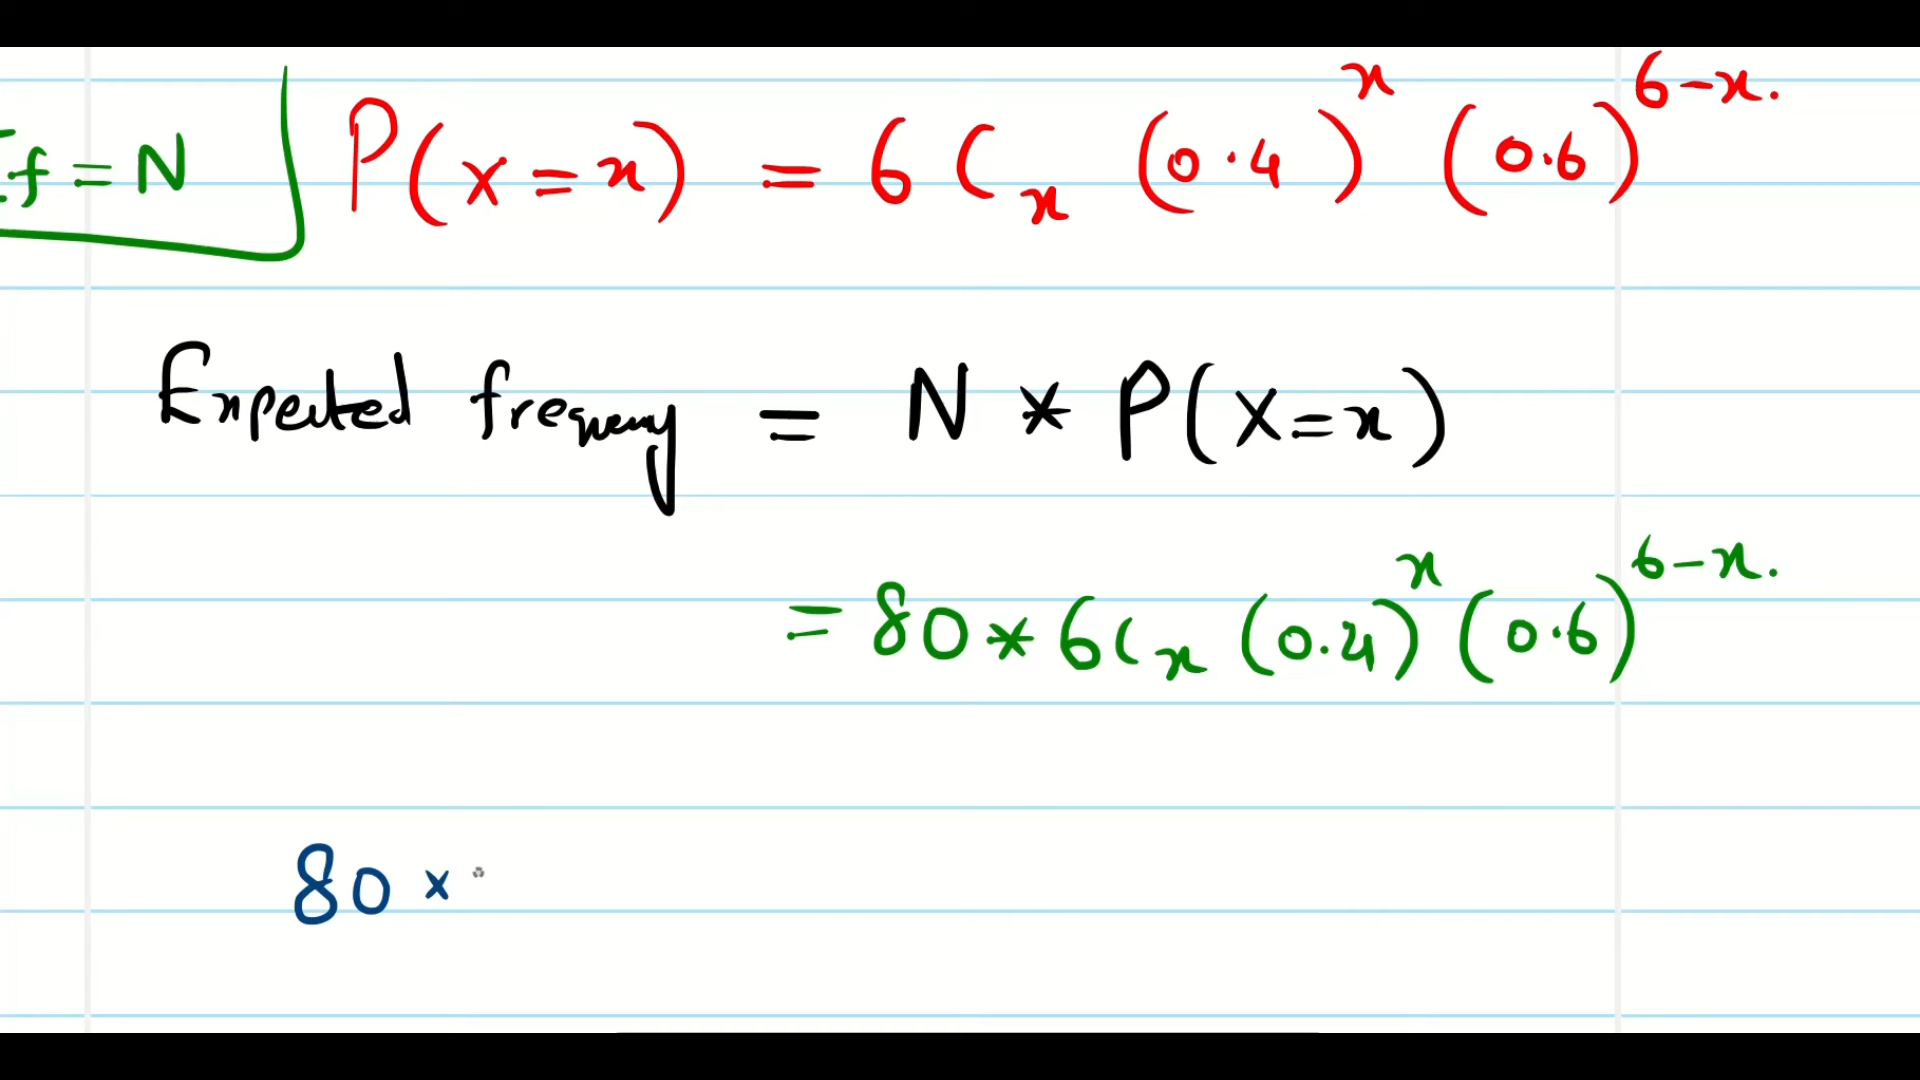 f = N P(x = x) = 6Cₓ (0.4)ˣ (0.6)⁶⁻ˣ.
Expected frequency = N * P(X = x)
= 80 * 6Cₓ (0.4)ˣ (0.6)⁶⁻ˣ.
80 ×